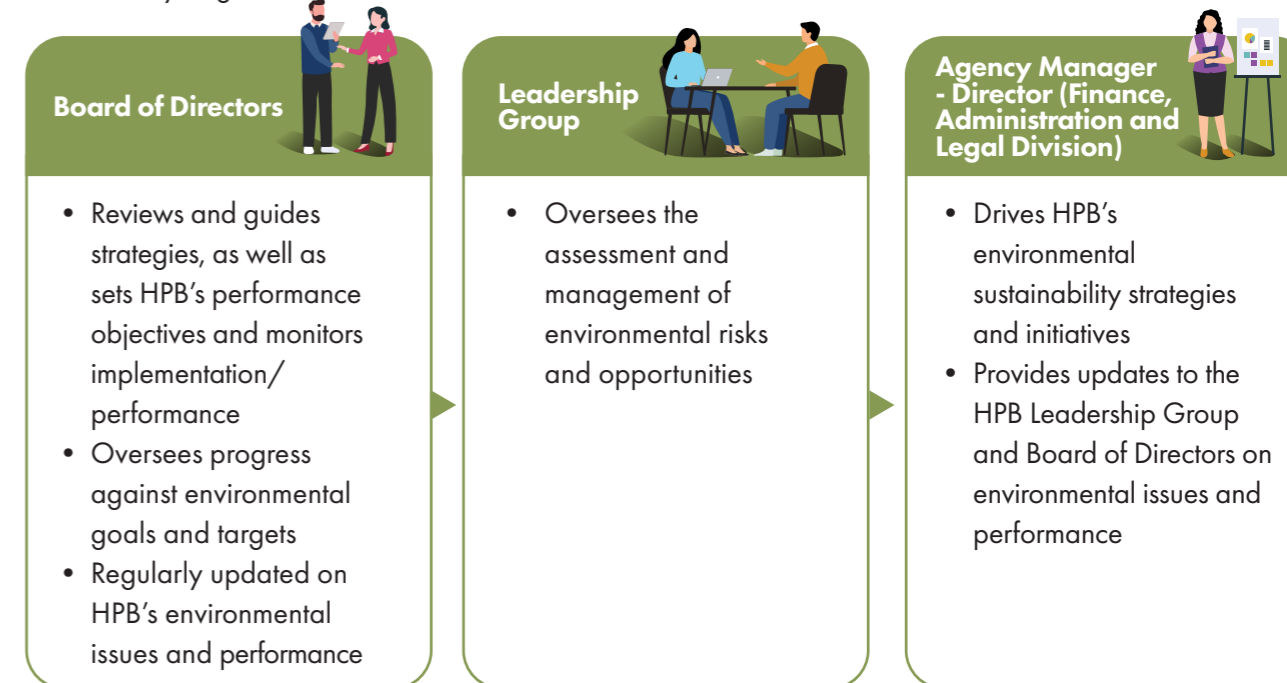 Board of Directors
• Reviews and guides
strategies, as well as
sets HPB’s performance
objectives and monitors
implementation/
performance
• Oversees progress
against environmental
goals and targets
• Regularly updated on
HPB’s environmental
issues and performance
Leadership
Group
• Oversees the
assessment and
management of
environmental risks
and opportunities
Agency Manager
- Director (Finance,
Administration and
Legal Division)
• Drives HPB’s
environmental
sustainability strategies
and initiatives
• Provides updates to the
HPB Leadership Group
and Board of Directors on
environmental issues and
performance